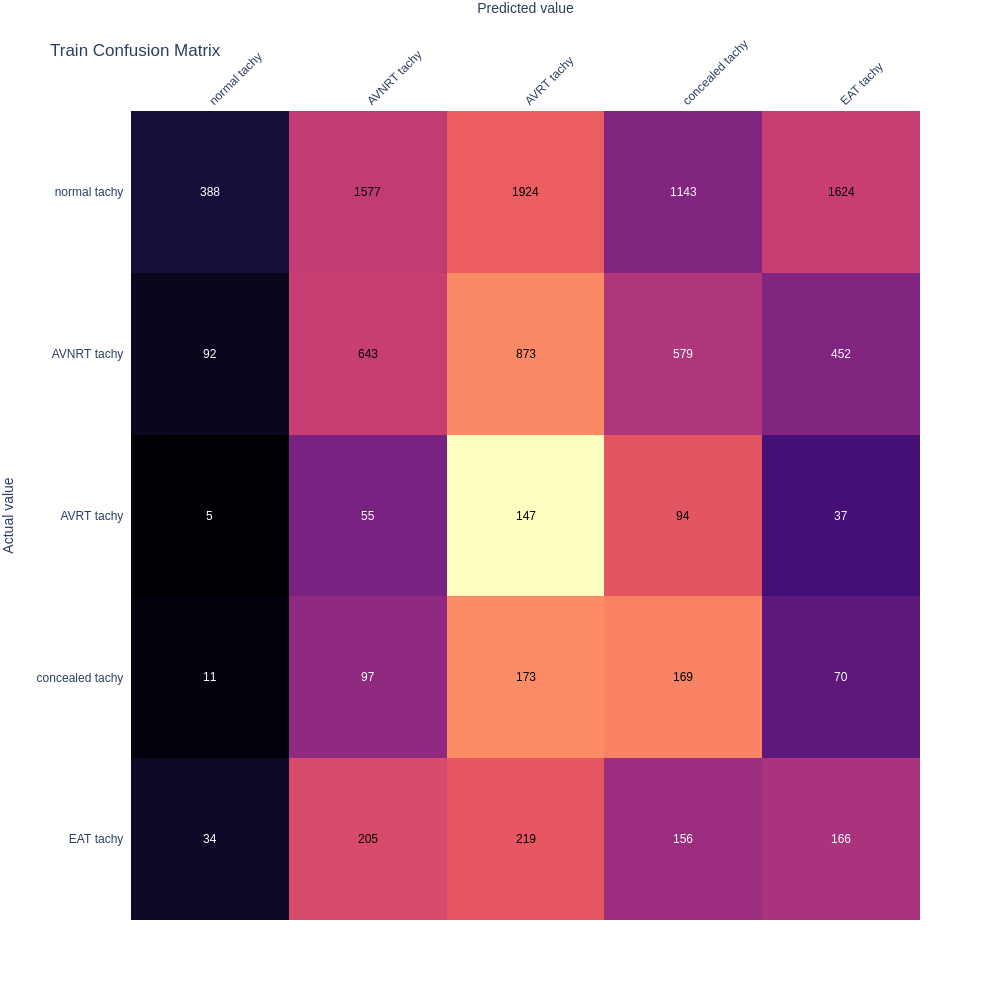 Predicted value
Train Confusion Matrix
normal tachy
AVNRT tachy
AVRT tachy
concealed tachy
EAT tachy
Actual value
normal tachy 388 1577 1924 1143 1624
AVNRT tachy 92 643 873 579 452
AVRT tachy 5 55 147 94 37
concealed tachy 11 97 173 169 70
EAT tachy 34 205 219 156 166